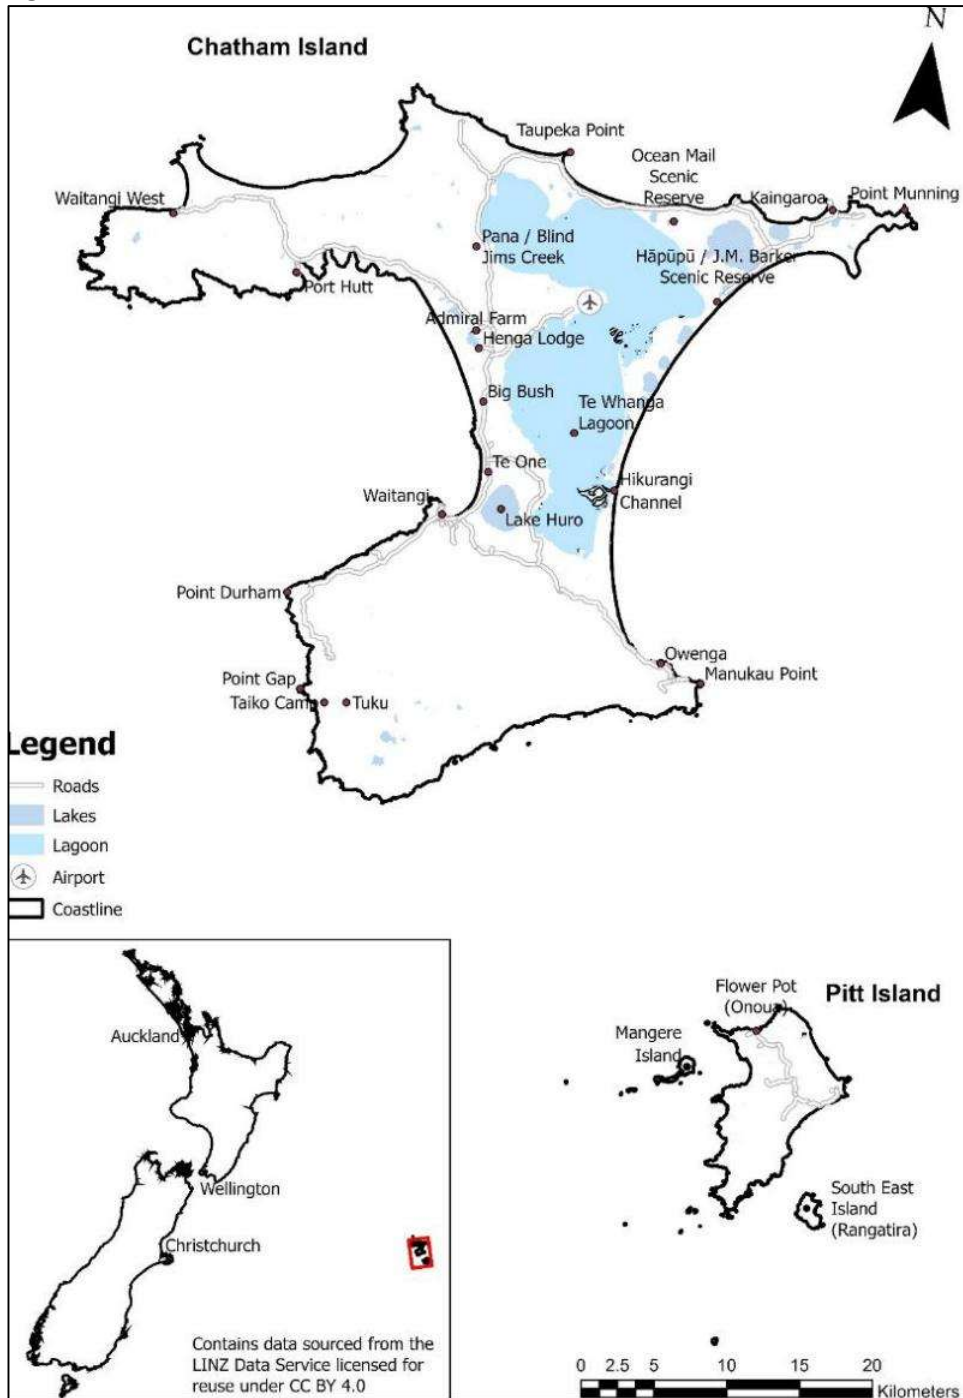 Chatham Island
N
Taupeka Point
Ocean Mail
Scenic
Reserve
Kaingaroa
Point Munning
Waitangi West
Pana / Blind
Jims Creek
Hāpūpū / J.M. Barker
Scenic Reserve
Port Hutt
Admiral Farm
Henga Lodge
Big Bush
Te Whanga
Lagoon
Te One
Hikurangi
Channel
Waitangi
Lake Huro
Point Durham
Owenga
Manukau Point
Point Gap
Taiko Camp
Tuku
Legend
Roads
Lakes
Lagoon
Airport
Coastline
Auckland
Wellington
Christchurch
Contains data sourced from the
LINZ Data Service licensed for
reuse under CC BY 4.0
Flower Pot
(Onoua)
Pitt Island
Mangere
Island
South East
Island
(Rangatira)
0 2.5 5 10 15 20
Kilometers